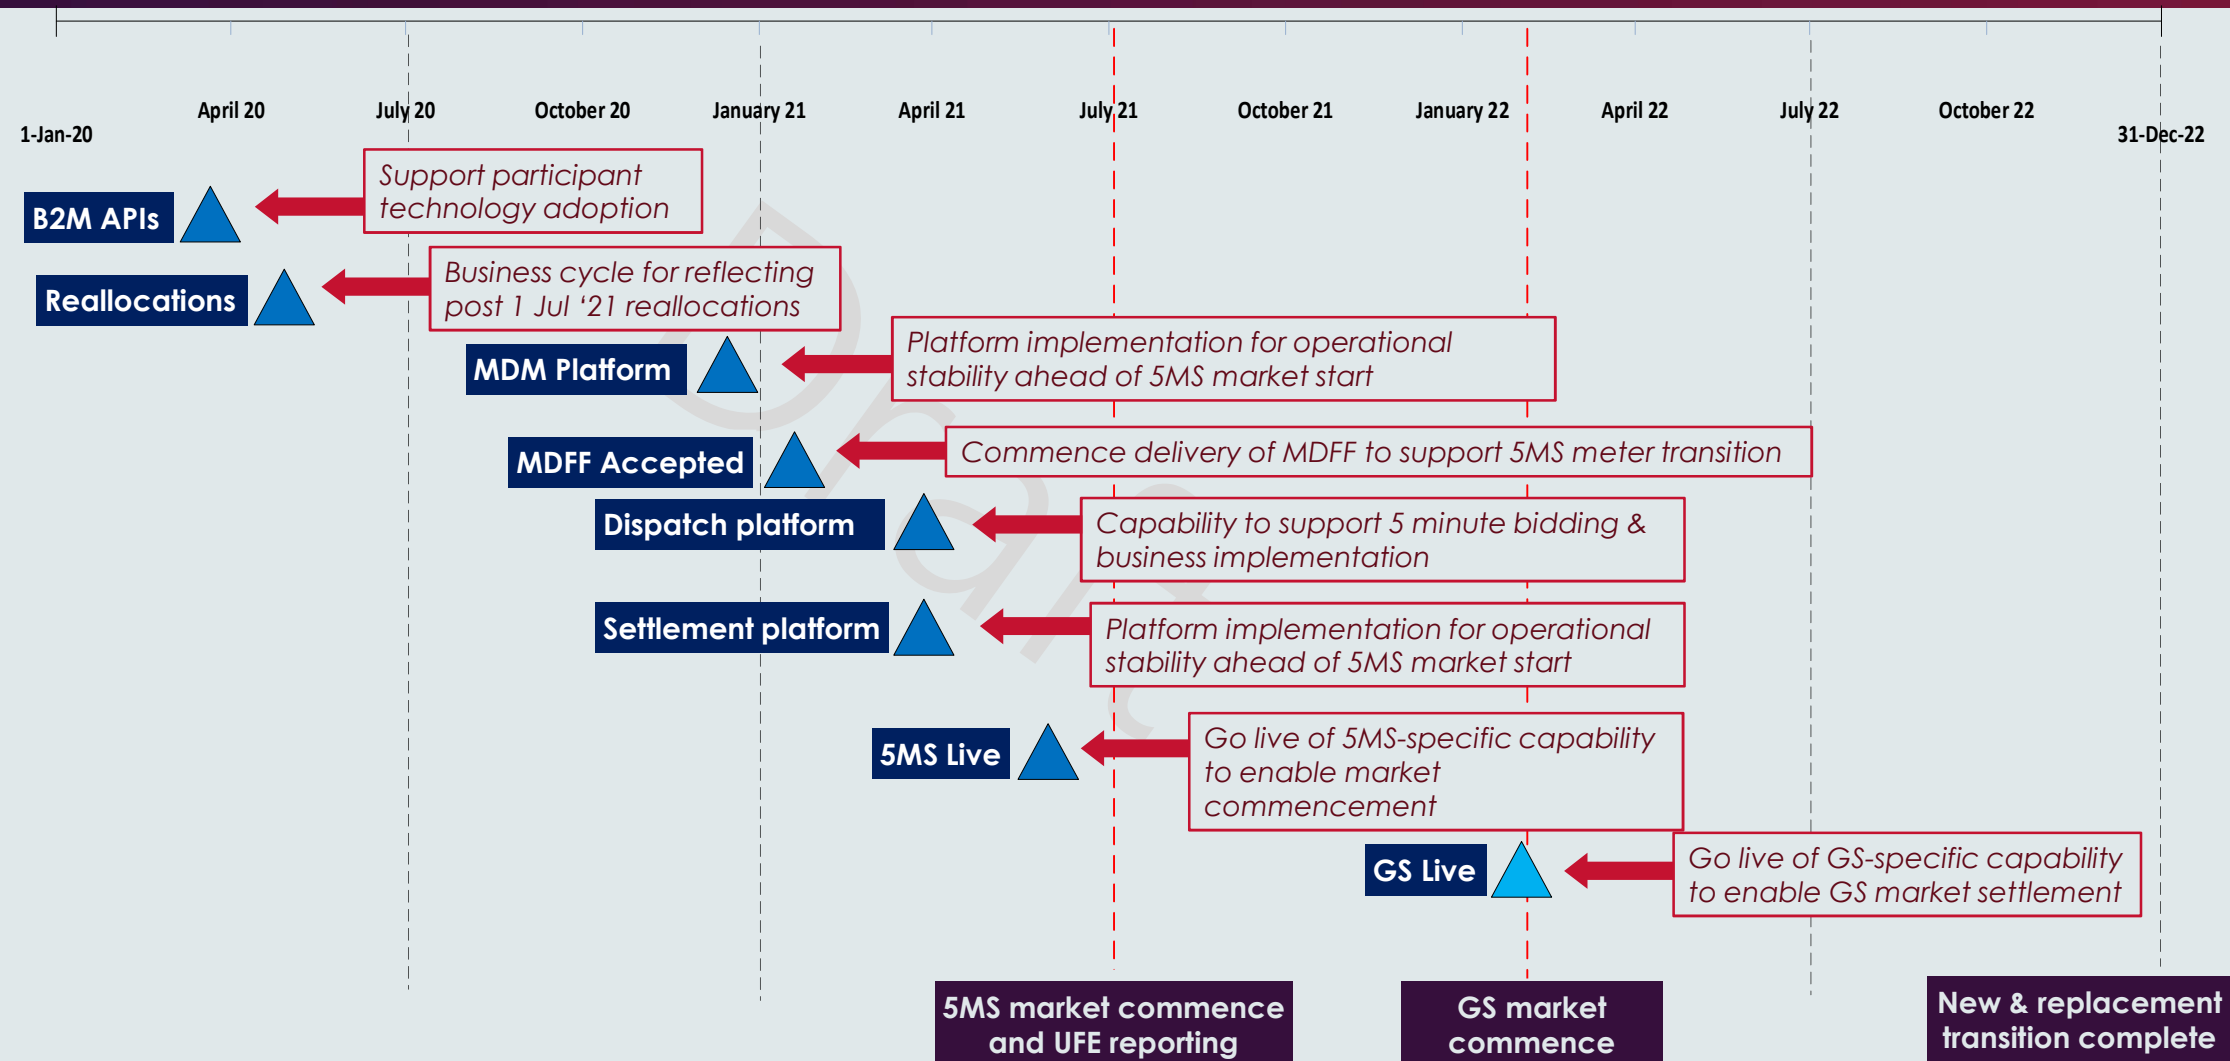 April 20
July 20
October 20
January 21
April 21
July 21
October 21
January 22
April 22
July 22
October 22
1-Jan-20
31-Dec-22
B2M APIs
Support participant
technology adoption
Reallocations
Business cycle for reflecting
post 1 Jul ‘21 reallocations
MDM Platform
Platform implementation for operational
stability ahead of 5MS market start
MDFF Accepted
Commence delivery of MDFF to support 5MS meter transition
Dispatch platform
Capability to support 5 minute bidding &
business implementation
Settlement platform
Platform implementation for operational
stability ahead of 5MS market start
5MS Live
Go live of 5MS-specific capability
to enable market
commencement
GS Live
Go live of GS-specific capability
to enable GS market settlement
Draft
5MS market commence
and UFE reporting
GS market
commence
New & replacement
transition complete